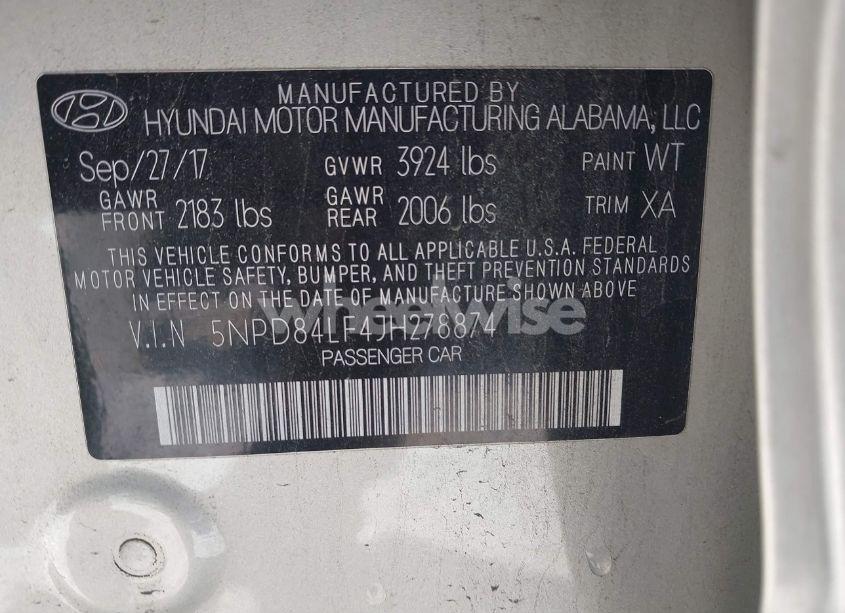 MANUFACTURED BY
HYUNDAI MOTOR MANUFACTURING ALABAMA, LLC
Sep/27/17 GVWR 3924 lbs PAINT WT
GAWR FRONT 2183 lbs GAWR REAR 2006 lbs TRIM XA
THIS VEHICLE CONFORMS TO ALL APPLICABLE U.S.A. FEDERAL
MOTOR VEHICLE SAFETY, BUMPER, AND THEFT PREVENTION STANDARDS
IN EFFECT ON THE DATE OF MANUFACTURE SHOWN ABOVE
wheelwise
V.I.N 5NPD84LF4JH278874
PASSENGER CAR